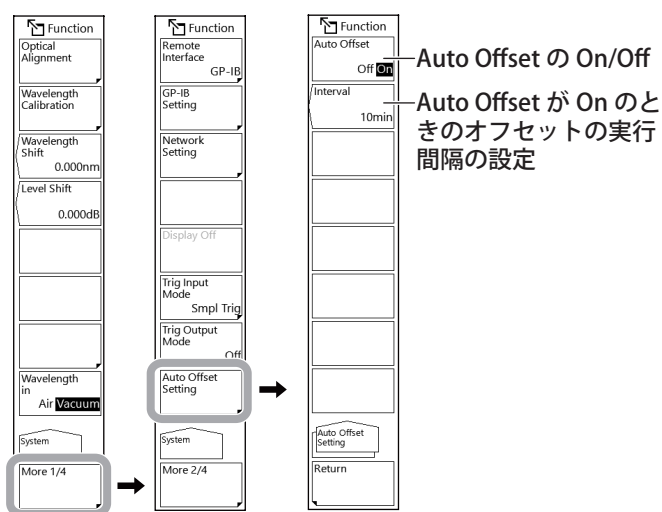 Function
Optical
Alignment
Wavelength
Calibration
Wavelength
Shift
0.000nm
Level Shift
0.000dB
Wavelength
in
Air Vacuum
System
More 1/4
Function
Remote
Interface
GP-IB
GP-IB
Setting
Network
Setting
Display Off
Trig Input
Mode
Smpl Trig
Trig Output
Mode
Off
Auto Offset
Setting
System
More 2/4
Function
Auto Offset
Off On
Interval
10min
Auto Offset
Setting
Return
Auto Offset の On/Off
Auto Offset が On のと
きのオフセットの実行
間隔の設定